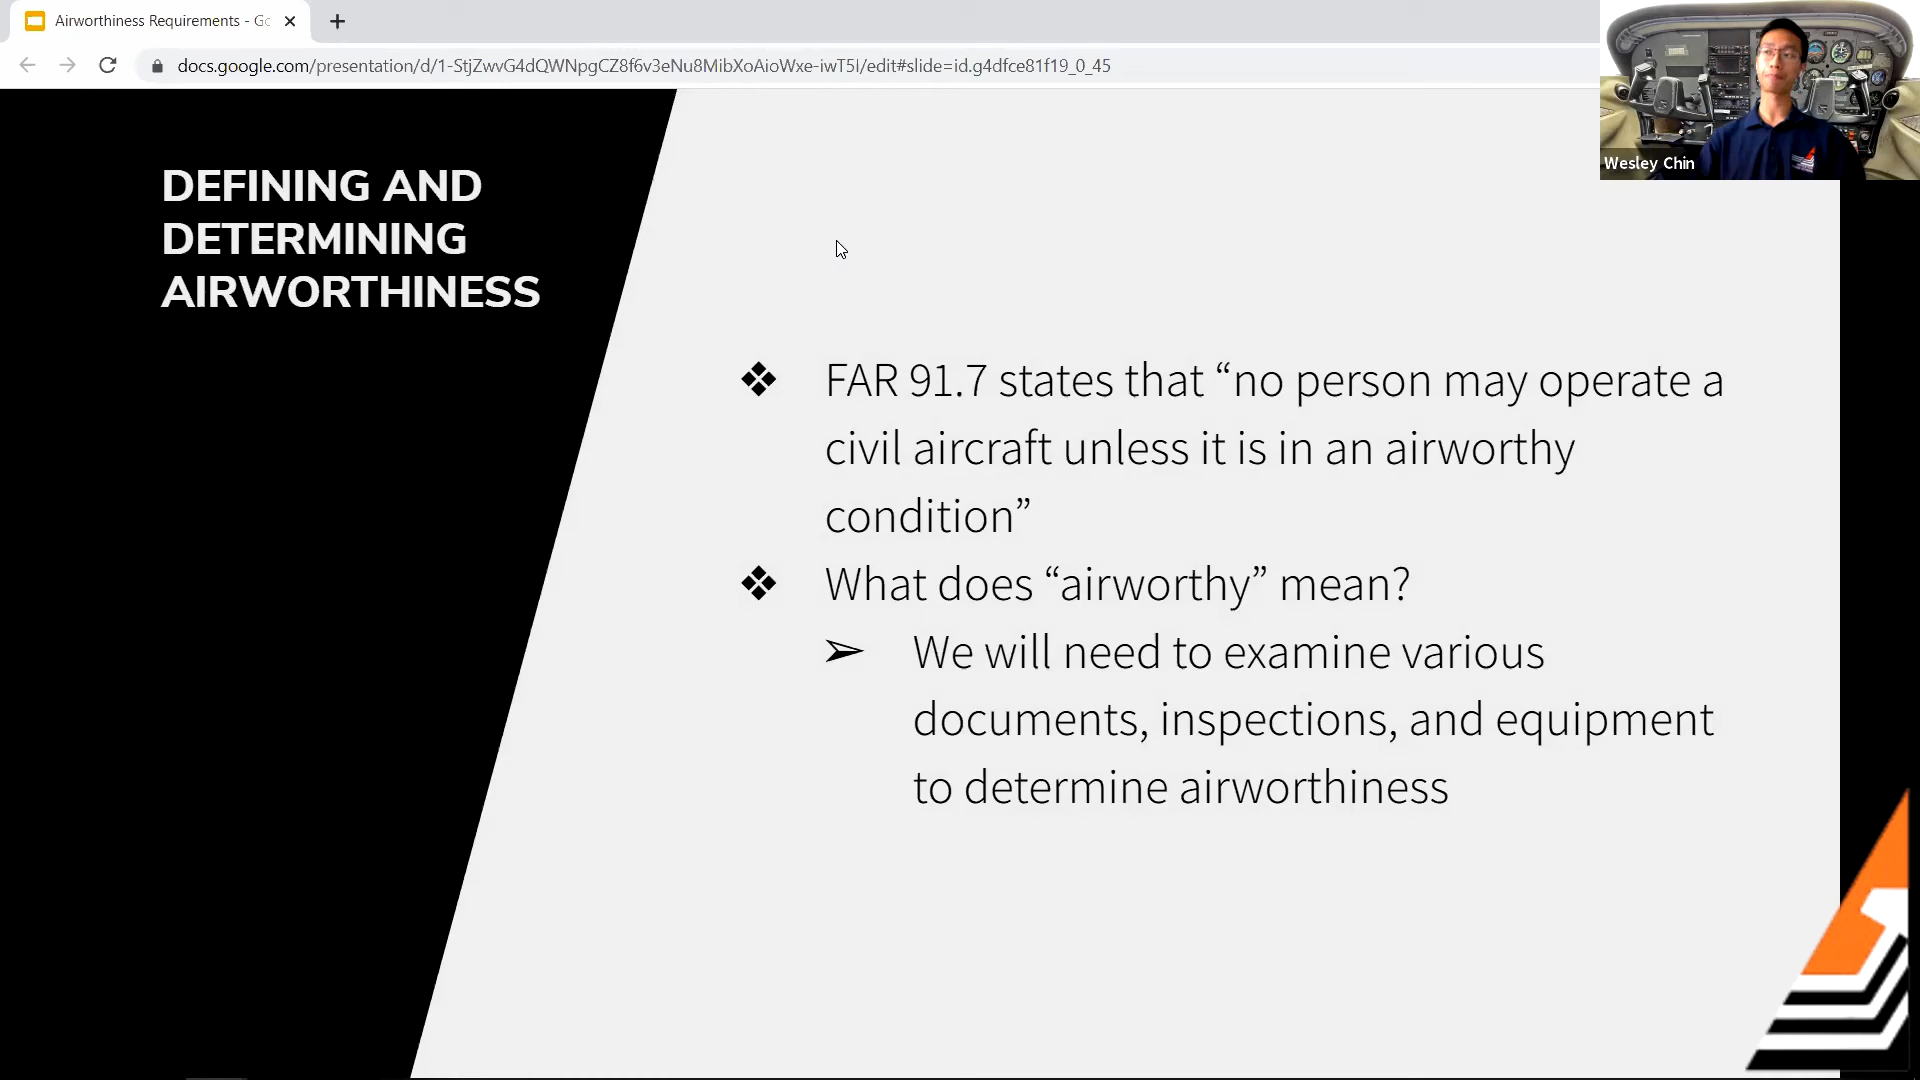 Airworthiness Requirements - Go
docs.google.com/presentation/d/1-StjZwvG4dQWNpgCZ8f6v3eNu8MibXoAioWxe-iwT5I/edit#slide=id.g4dfce81f19_0_45
Wesley Chin
DEFINING AND
DETERMINING
AIRWORTHINESS
❖ FAR 91.7 states that “no person may operate a
civil aircraft unless it is in an airworthy
condition”
❖ What does “airworthy” mean?
➢ We will need to examine various
documents, inspections, and equipment
to determine airworthiness